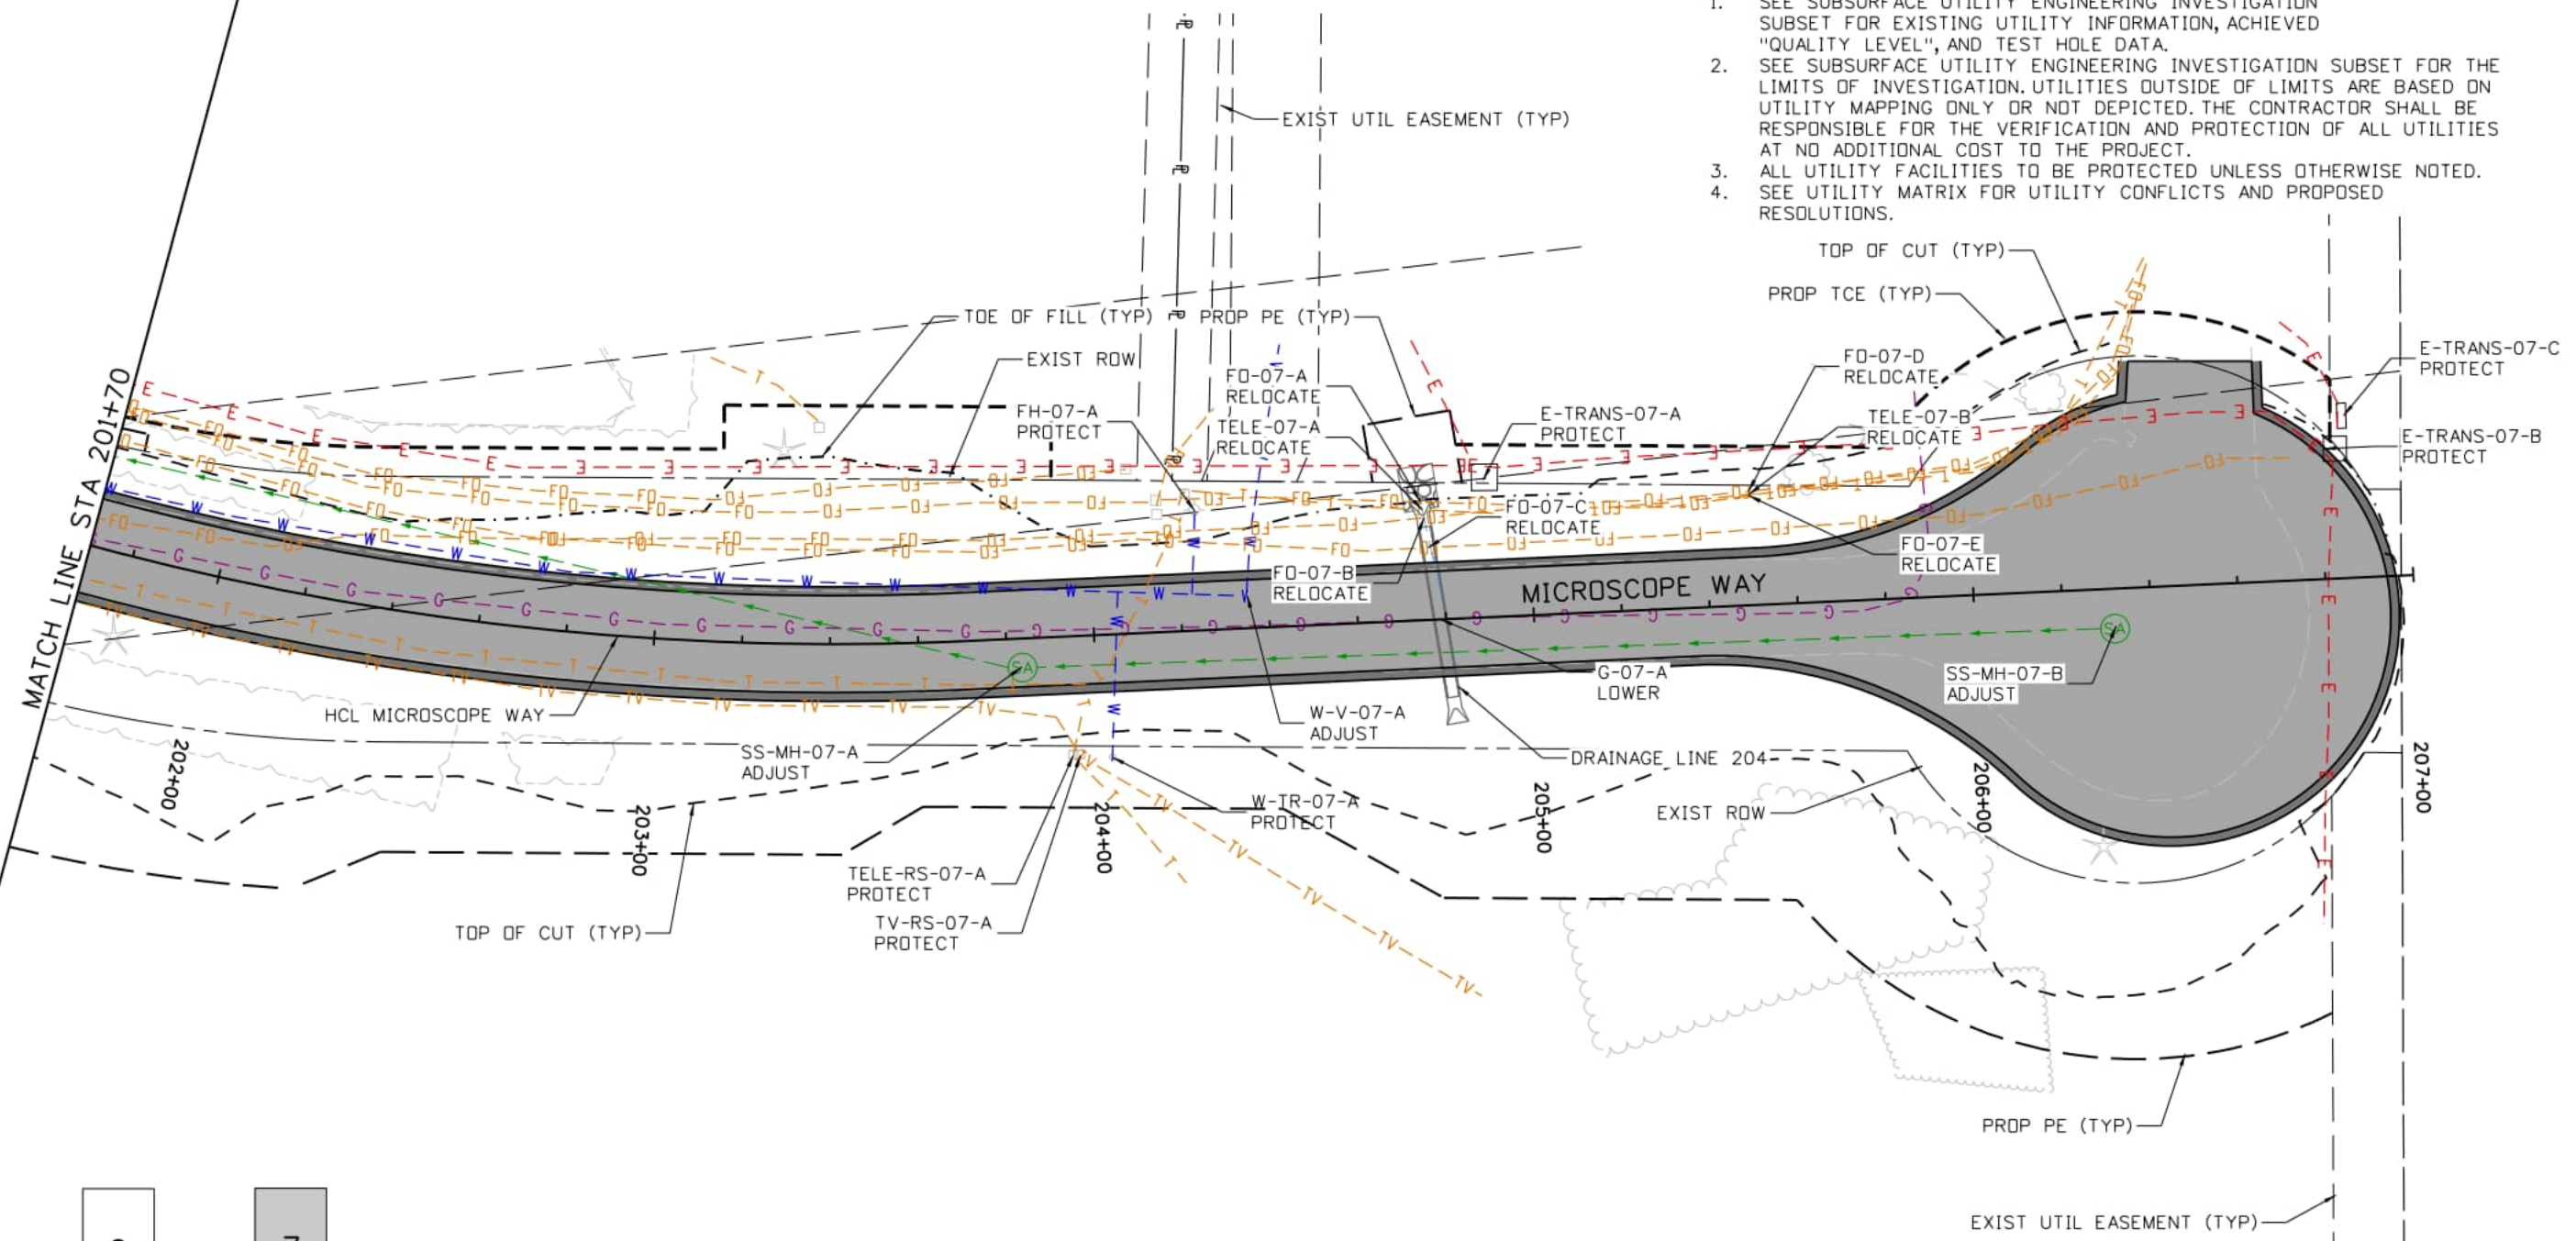 1. SEE SUBSURFACE UTILITY ENGINEERING INVESTIGATION
SUBSET FOR EXISTING UTILITY INFORMATION, ACHIEVED
"QUALITY LEVEL", AND TEST HOLE DATA.
2. SEE SUBSURFACE UTILITY ENGINEERING INVESTIGATION SUBSET FOR THE
LIMITS OF INVESTIGATION. UTILITIES OUTSIDE OF LIMITS ARE BASED ON
UTILITY MAPPING ONLY OR NOT DEPICTED. THE CONTRACTOR SHALL BE
RESPONSIBLE FOR THE VERIFICATION AND PROTECTION OF ALL UTILITIES
AT NO ADDITIONAL COST TO THE PROJECT.
3. ALL UTILITY FACILITIES TO BE PROTECTED UNLESS OTHERWISE NOTED.
4. SEE UTILITY MATRIX FOR UTILITY CONFLICTS AND PROPOSED
RESOLUTIONS.
EXIST UTIL EASEMENT (TYP)
TOP OF CUT (TYP)
PROP TCE (TYP)
TOE OF FILL (TYP)
PROP PE (TYP)
EXIST ROW
FH-07-A
PROTECT
FO-07-A
RELOCATE
TELE-07-A
RELOCATE
E-TRANS-07-A
PROTECT
FO-07-D
RELOCATE
TELE-07-B
RELOCATE
E-TRANS-07-C
PROTECT
E-TRANS-07-B
PROTECT
MATCH LINE STA 201+70
FO-07-C
RELOCATE
FO-07-E
RELOCATE
FO-07-B
RELOCATE
MICROSCOPE WAY
SA
SA
G-07-A
LOWER
SS-MH-07-B
ADJUST
HCL MICROSCOPE WAY
W-V-07-A
ADJUST
SS-MH-07-A
ADJUST
DRAINAGE LINE 204
W-TR-07-A
PROTECT
EXIST ROW
202+00
203+00
204+00
205+00
206+00
207+00
TELE-RS-07-A
PROTECT
TV-RS-07-A
PROTECT
TOP OF CUT (TYP)
PROP PE (TYP)
EXIST UTIL EASEMENT (TYP)